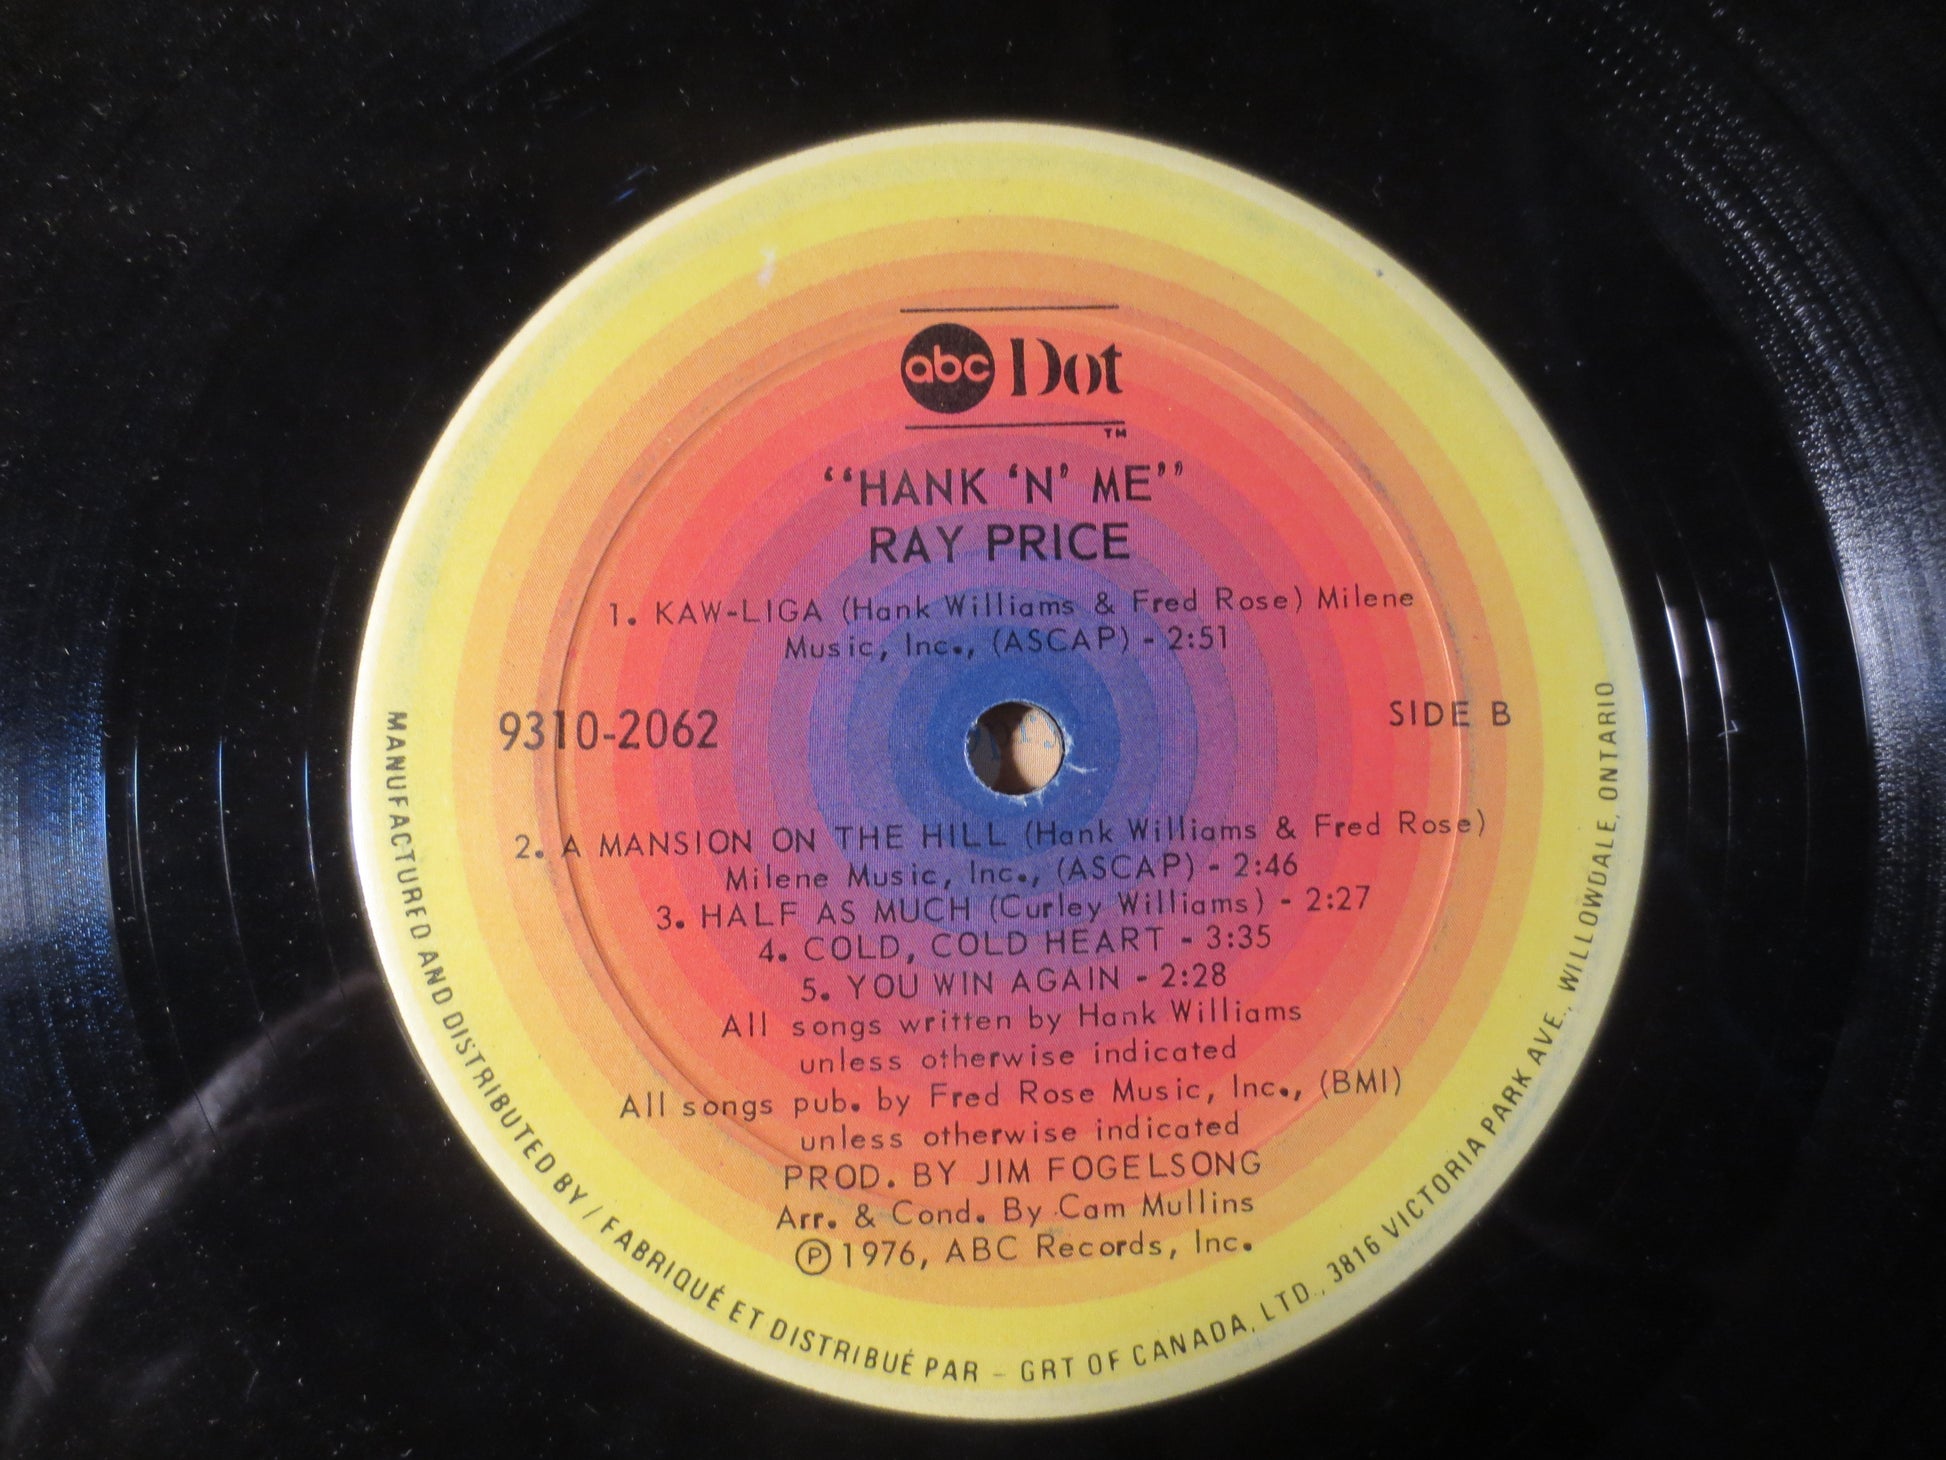 abc Dot
TM
"HANK 'N' ME"
RAY PRICE
1. KAW-LIGA (Hank Williams & Fred Rose) Milene
Music, Inc., (ASCAP) - 2:51
9310-2062
SIDE B
2. A MANSION ON THE HILL (Hank Williams & Fred Rose)
Milene Music, Inc., (ASCAP) - 2:46
3. HALF AS MUCH (Curley Williams) - 2:27
4. COLD, COLD HEART - 3:35
5. YOU WIN AGAIN - 2:28
All songs written by Hank Williams
unless otherwise indicated
All songs pub. by Fred Rose Music, Inc., (BMI)
unless otherwise indicated
PROD. BY JIM FOGELSONG
Arr. & Cond. By Cam Mullins
Ⓟ 1976, ABC Records, Inc.
MANUFACTURED AND DISTRIBUTED BY / FABRIQUÉ ET DISTRIBUÉ PAR - GRT OF CANADA, LTD., 3816 VICTORIA PARK AVE., WILLOWDALE, ONTARIO